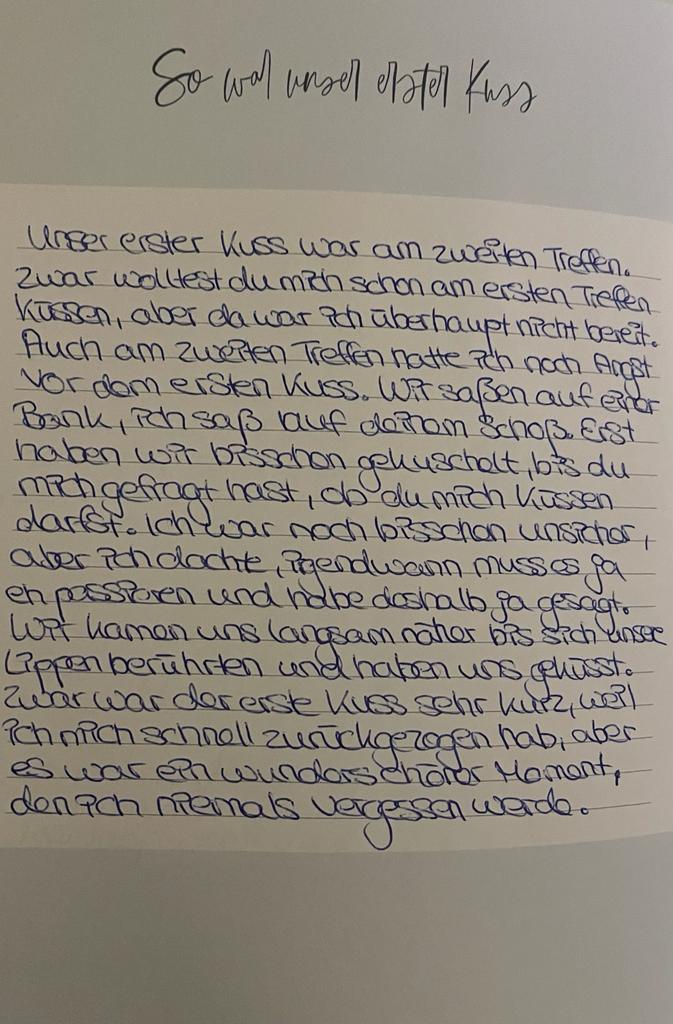 So war unser erster Kuss
Unser erster Kuss war am zweiten Treffen.
Zwar wolltest du mich schon am ersten Treffen
Küssen, aber da war ich überhaupt nicht bereit.
Auch am zweiten Treffen hatte ich noch Angst
vor dem ersten Kuss. Wir saßen auf einer
Bank, ich saß auf deinem Schoß. Erst
haben wir bisschen gekuschelt, bis du
mich gefragt hast, ob du mich Küssen
darfst. Ich war noch bisschen unsicher,
aber ich dachte, irgendwann muss es ja
eh passieren und habe deshalb ja gesagt.
Wir kamen uns langsam näher bis sich unsee
Lippen berührten und haben uns geküsst.
Zwar war der erste Kuss sehr kurz, weil
ich mich schnell zurückgezogen hab, aber
es war ein wunderschöner Moment,
den ich niemals vergessen werde.